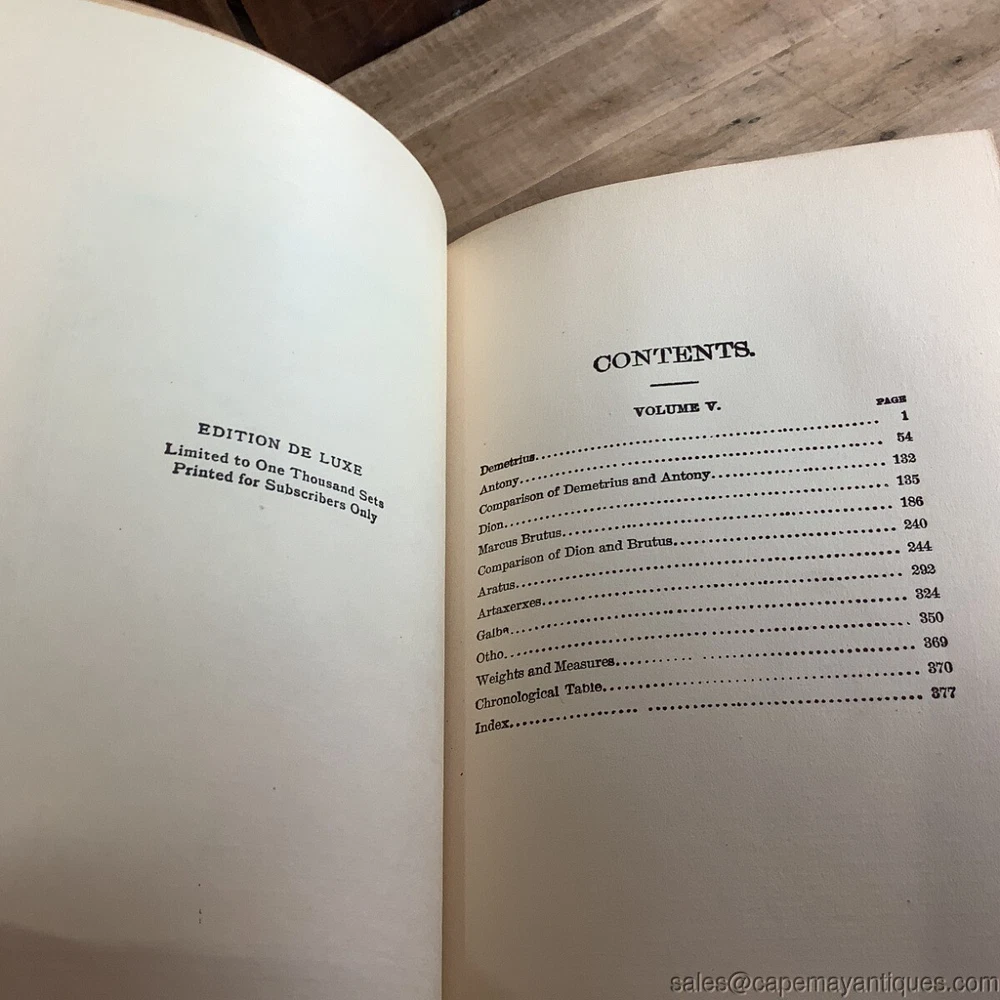 EDITION DE LUXE
Limited to One Thousand Sets
Printed for Subscribers Only
CONTENTS.
VOLUME V.
PAGE
Demetrius 1
Antony 54
Comparison of Demetrius and Antony 132
Dion 135
Marcus Brutus 186
Comparison of Dion and Brutus 240
Aratus 244
Artaxerxes 292
Galba 324
Otho 350
Weights and Measures 369
Chronological Table 370
Index 377
sales@capemayantiques.com